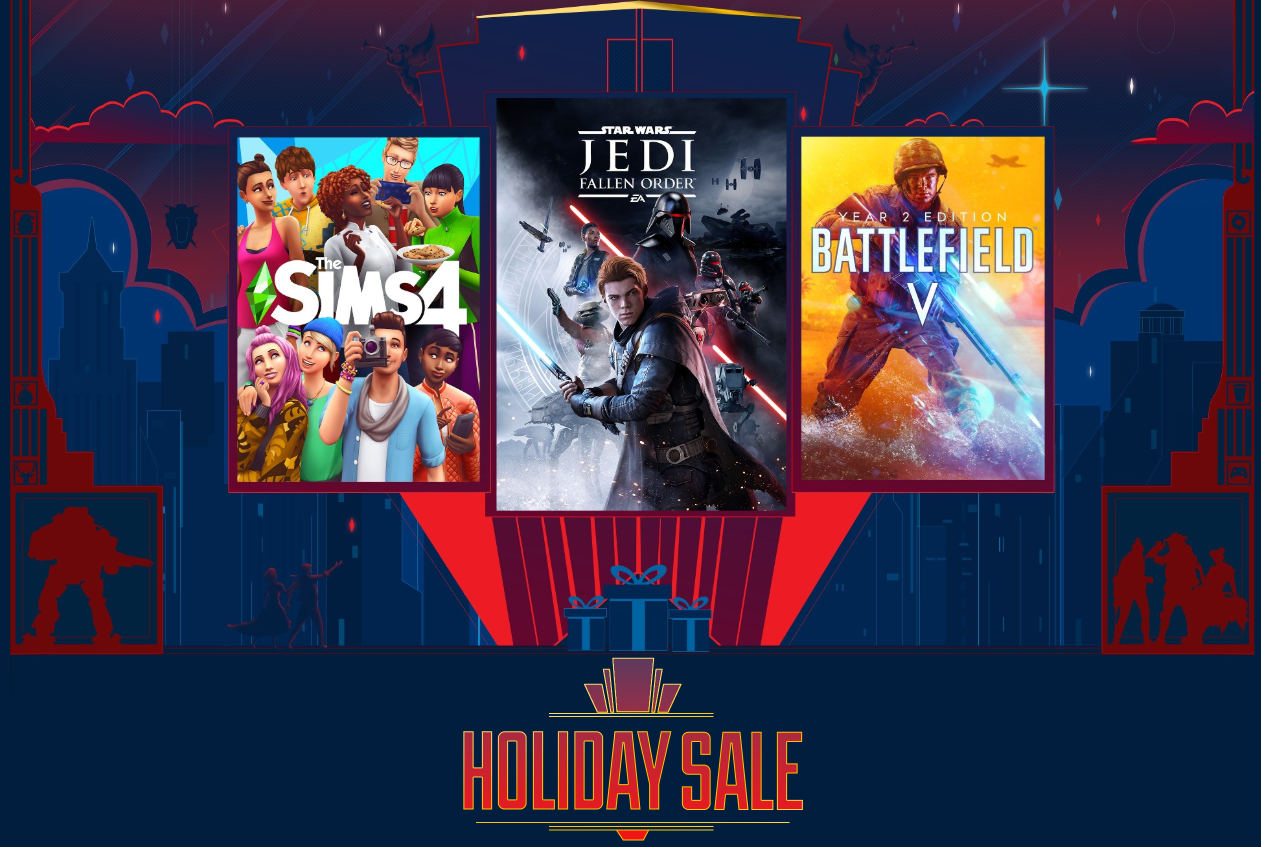 The
SIMS4
STAR WARS
JEDI
FALLEN ORDER
EA
YEAR 2 EDITION
BATTLEFIELD
V
HOLIDAY SALE